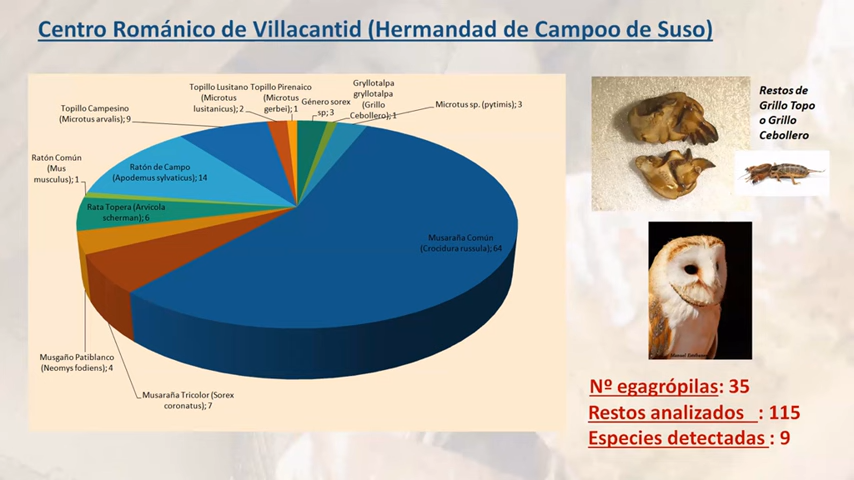 Centro Románico de Villacantid (Hermandad de Campoo de Suso)
Topillo Campesino
(Microtus arvalis); 9
Topillo Lusitano
(Microtus
lusitanicus); 2
Topillo Pirenaico
(Microtus
gerbei); 1
Género sorex
sp; 3
Gryllotalpa
gryllotalpa
(Grillo
Cebollero); 1
Microtus sp. (pytimis); 3
Ratón Común
(Mus
musculus); 1
Ratón de Campo
(Apodemus sylvaticus); 14
Rata Topera (Arvicola
scherman); 6
Musaraña Común
(Crocidura russula); 64
Musgaño Patiblanco
(Neomys fodiens); 4
Musaraña Tricolor (Sorex
coronatus); 7
Restos de
Grillo Topo
o Grillo
Cebollero
Nº egagrópilas: 35
Restos analizados : 115
Especies detectadas : 9